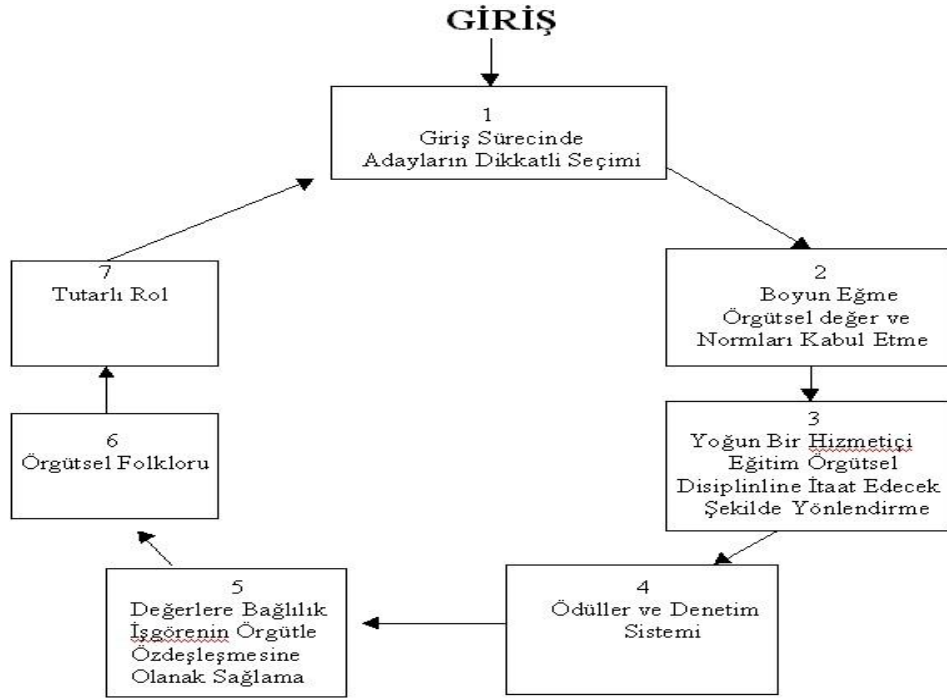 GİRİŞ
1
Giriş Sürecinde
Adayların Dikkatli Seçimi
2
Boyun Eğme
Örgütsel değer ve
Normları Kabul Etme
3
Yoğun Bir Hizmetiçi
Eğitim Örgütsel
Disiplinline İtaat Edecek
Şekilde Yönlendirme
4
Ödüller ve Denetim
Sistemi
5
Değerlere Bağlılık
İşgörenin Örgütle
Özdeşleşmesine
Olanak Sağlama
6
Örgütsel Folkloru
7
Tutarlı Rol